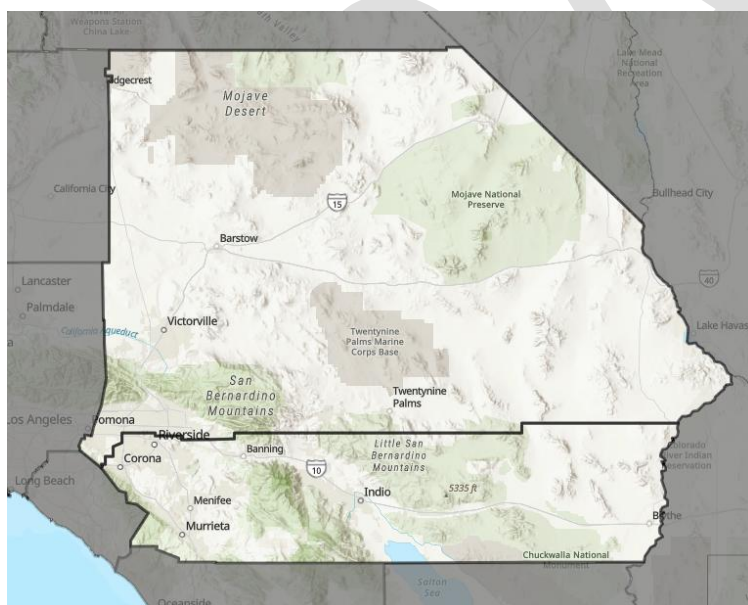 Weapons Station
China Lake
Lake Mead
National
Recreation
Area
dgecrest
Mojave
Desert
California City
Mojave National
Preserve
Bullhead City
15
Barstow
Lancaster
40
Palmdale
Victorville
California Aqueduct
Twentynine
Palms Marine
Corps Base
Lake Havas
San
Bernardino
Mountains
Twentynine
Palms
Los Angeles
Pomona
Riverside
Little San
Bernardino
Mountains
Banning
Colorado
River Indian
Reservation
Corona
10
Long Beach
Indio
5335 ft
Menifee
Blythe
Murrieta
Chuckwalla National
Monument
Salton
Sea
Oceanside